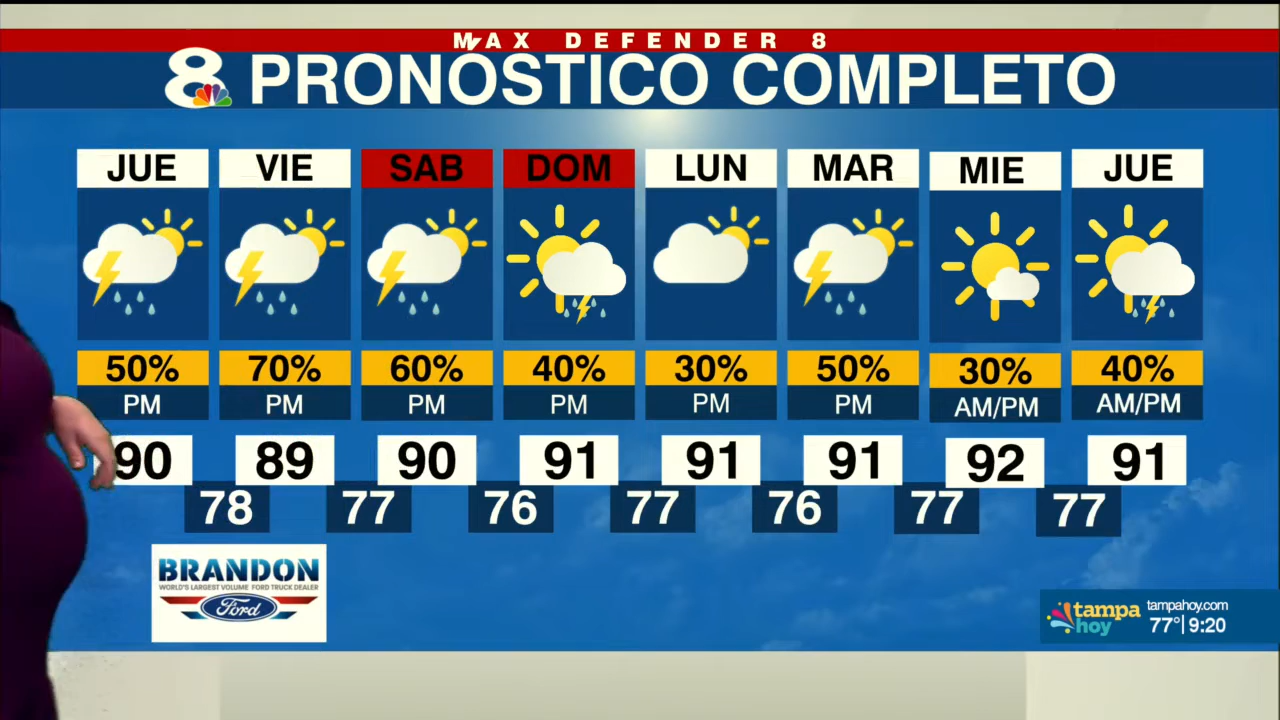 MAX DEFENDER 8
8 PRONÓSTICO COMPLETO
JUE VIE SAB DOM LUN MAR MIE JUE
50% 70% 60% 40% 30% 50% 30% 40%
PM PM PM PM PM PM AM/PM AM/PM
90 89 90 91 91 91 92 91
78 77 76 77 76 77 77
BRANDON
WORLD'S LARGEST VOLUME FORD TRUCK DEALER
Ford
tampa hoy
tampahoy.com
77° | 9:20